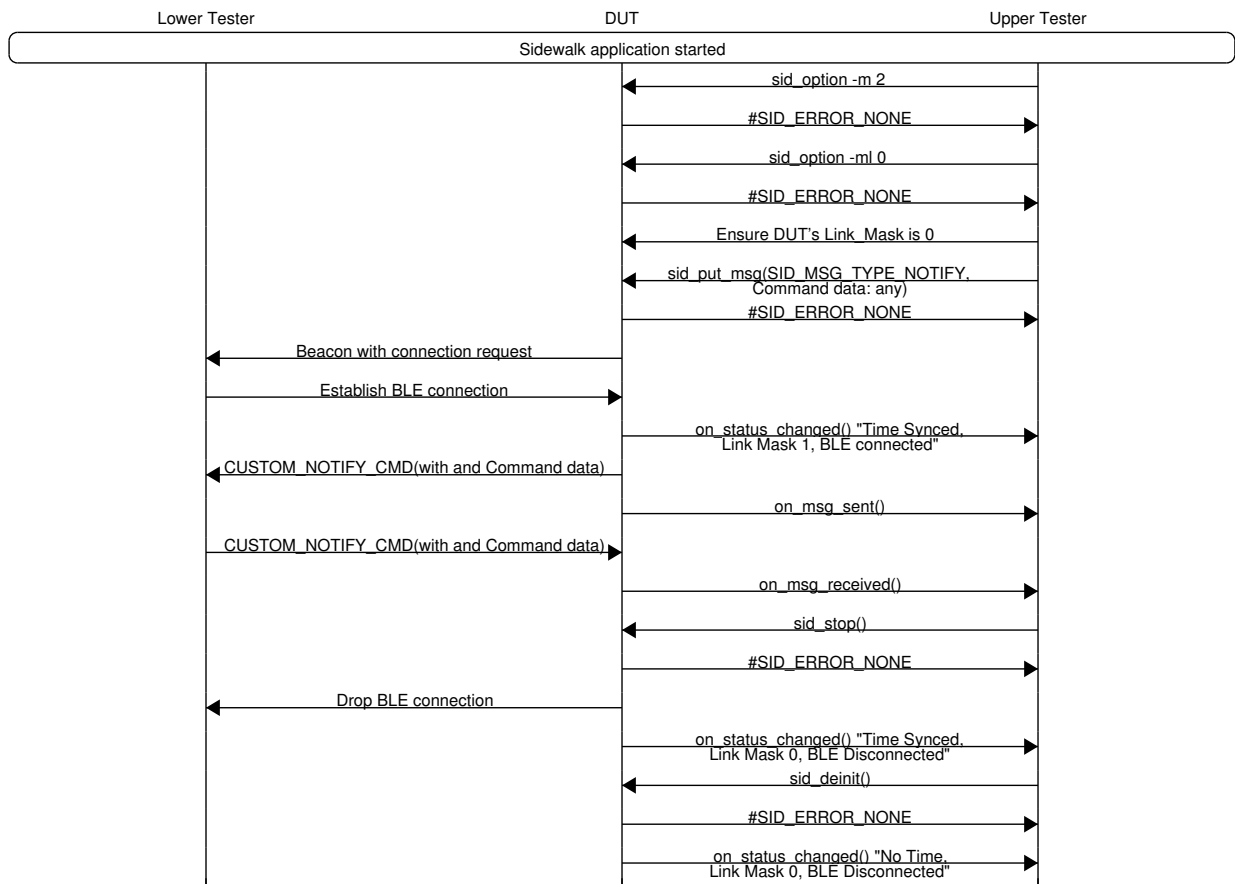 Lower Tester
DUT
Upper Tester
Sidewalk application started
sid_option -m 2
#SID_ERROR_NONE
sid_option -ml 0
#SID_ERROR_NONE
Ensure DUT's Link_Mask is 0
sid_put_msg(SID_MSG_TYPE_NOTIFY,
Command data: any)
#SID_ERROR_NONE
Beacon with connection request
Establish BLE connection
on_status_changed() "Time Synced,
Link Mask 1, BLE connected"
CUSTOM_NOTIFY_CMD(with and Command data)
on_msg_sent()
CUSTOM_NOTIFY_CMD(with and Command data)
on_msg_received()
sid_stop()
#SID_ERROR_NONE
Drop BLE connection
on_status_changed() "Time Synced,
Link Mask 0, BLE Disconnected"
sid_deinit()
#SID_ERROR_NONE
on_status_changed() "No Time,
Link Mask 0, BLE Disconnected"